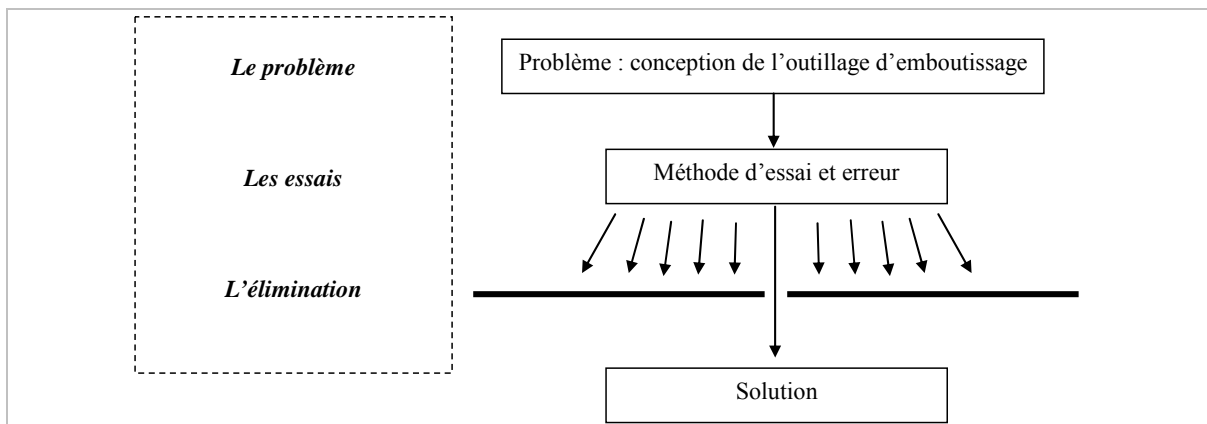 Le problème
Problème : conception de l’outillage d’emboutissage
Les essais
Méthode d’essai et erreur
L’élimination
Solution